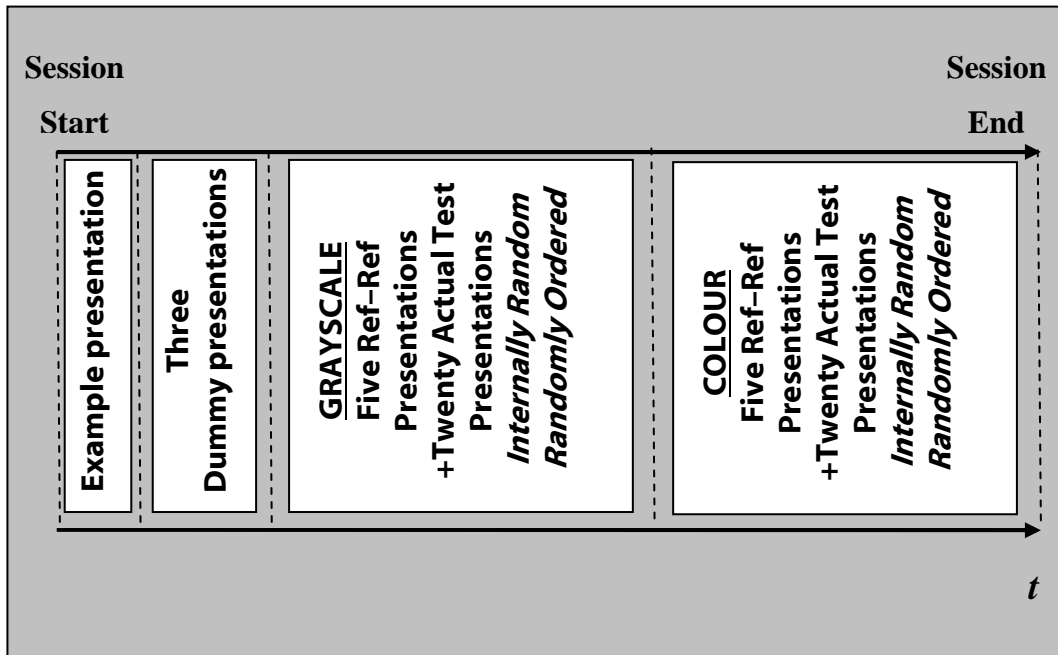 Session
Start
Session
End
Example presentation
Three
Dummy presentations
GRAYSCALE
Five Ref–Ref
Presentations
+Twenty Actual Test
Presentations
Internally Random
Randomly Ordered
COLOUR
Five Ref–Ref
Presentations
+Twenty Actual Test
Presentations
Internally Random
Randomly Ordered
t